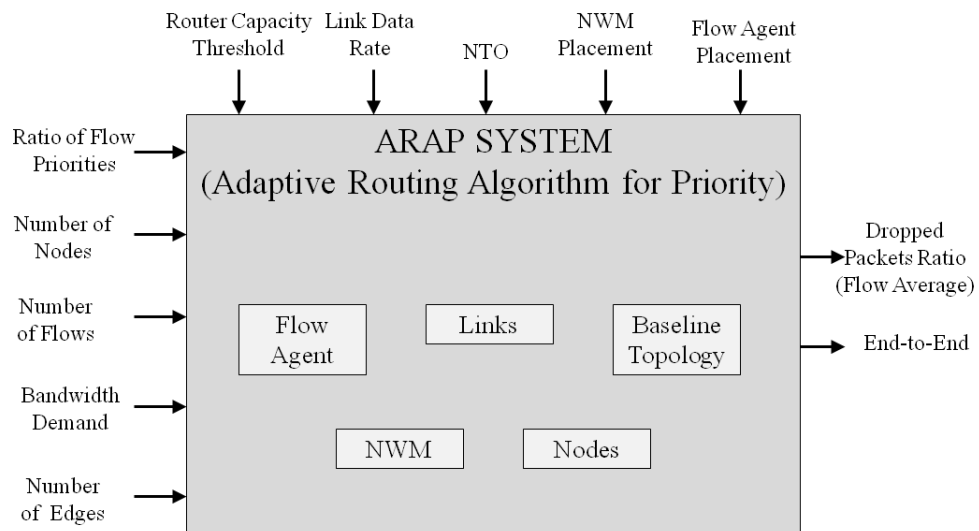 Router Capacity
Threshold
Link Data
Rate
NTO
NWM
Placement
Flow Agent
Placement
ARAP SYSTEM
(Adaptive Routing Algorithm for Priority)
Ratio of Flow
Priorities
Number of
Nodes
Number
of Flows
Bandwidth
Demand
Number
of Edges
Flow
Agent
Links
Baseline
Topology
NWM
Nodes
Dropped
Packets Ratio
(Flow Average)
End-to-End